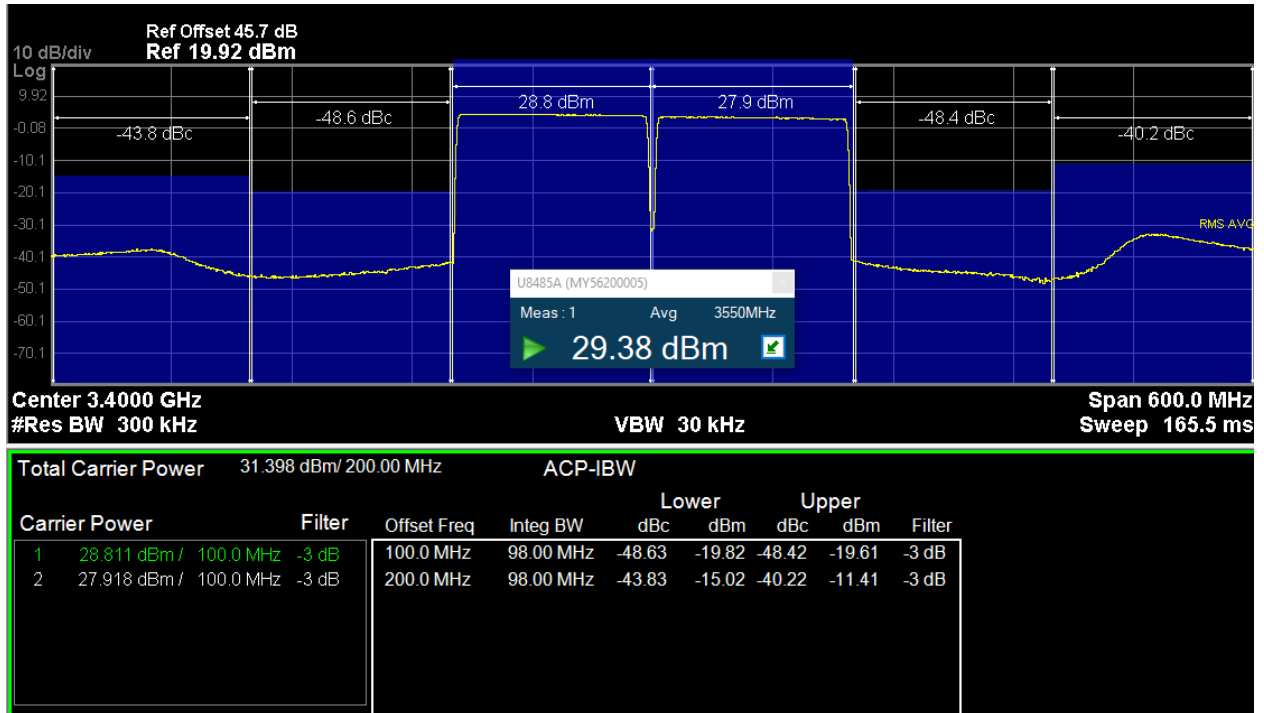 Ref Offset 45.7 dB
10 dB/div Ref 19.92 dBm
Log
9.92
28.8 dBm 27.9 dBm
-48.6 dBc -48.4 dBc
-0.08
-43.8 dBc -40.2 dBc
-10.1
-20.1
-30.1
RMS AVG
-40.1
-50.1
U8485A (MY56200005)
Meas : 1 Avg 3550MHz
-60.1
29.38 dBm
-70.1
Center 3.4000 GHz Span 600.0 MHz
#Res BW 300 kHz VBW 30 kHz Sweep 165.5 ms
Total Carrier Power 31.398 dBm/ 200.00 MHz ACP-IBW
Lower Upper
Carrier Power Filter Offset Freq Integ BW dBc dBm dBc dBm Filter
1 28.811 dBm / 100.0 MHz -3 dB 100.0 MHz 98.00 MHz -48.63 -19.82 -48.42 -19.61 -3 dB
2 27.918 dBm / 100.0 MHz -3 dB 200.0 MHz 98.00 MHz -43.83 -15.02 -40.22 -11.41 -3 dB